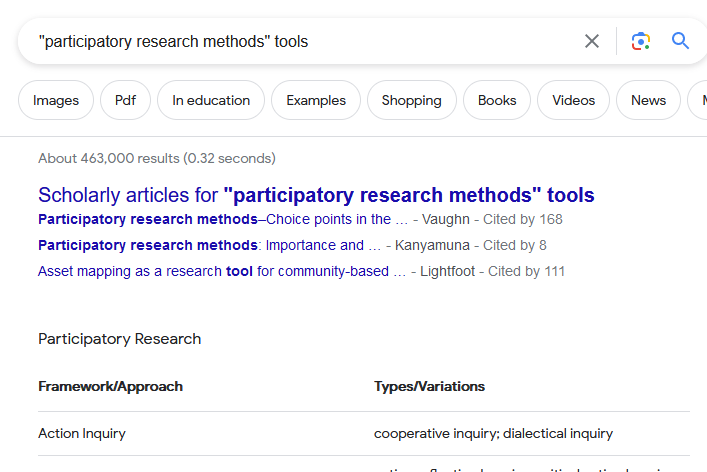 "participatory research methods" tools
Images Pdf In education Examples Shopping Books Videos News
About 463,000 results (0.32 seconds)
Scholarly articles for "participatory research methods" tools
Participatory research methods–Choice points in the … - Vaughn - Cited by 168
Participatory research methods: Importance and … - Kanyamuna - Cited by 8
Asset mapping as a research tool for community-based … - Lightfoot - Cited by 111
Participatory Research
Framework/Approach Types/Variations
Action Inquiry cooperative inquiry; dialectical inquiry